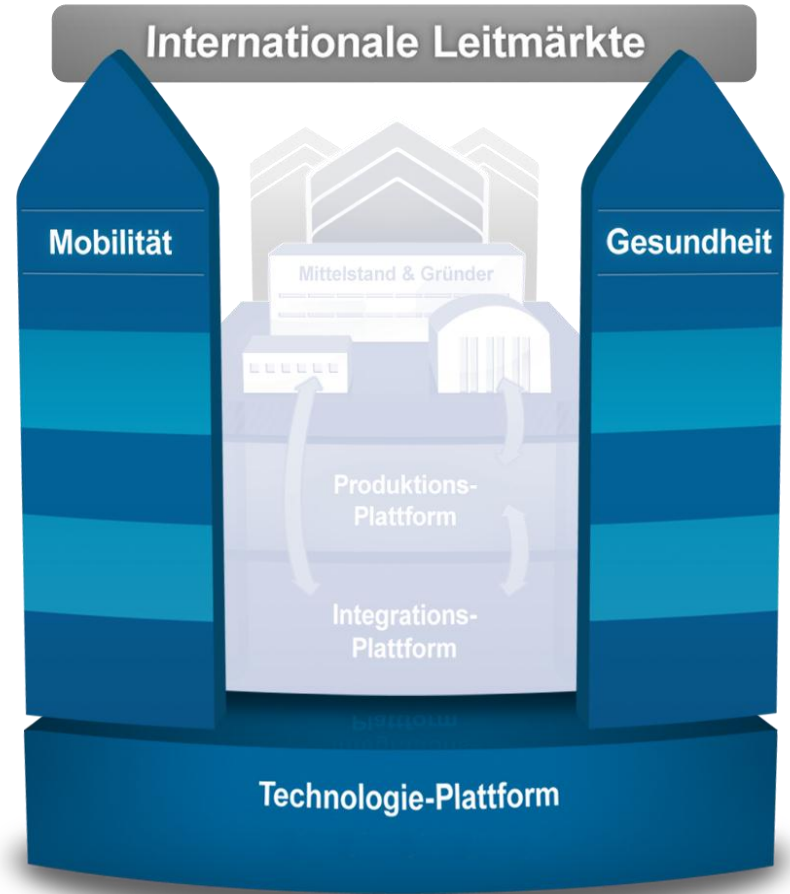 Internationale Leitmärkte
Mobilität
Gesundheit
Mittelstand & Gründer
Produktions-
Plattform
Integrations-
Plattform
Technologie-Plattform